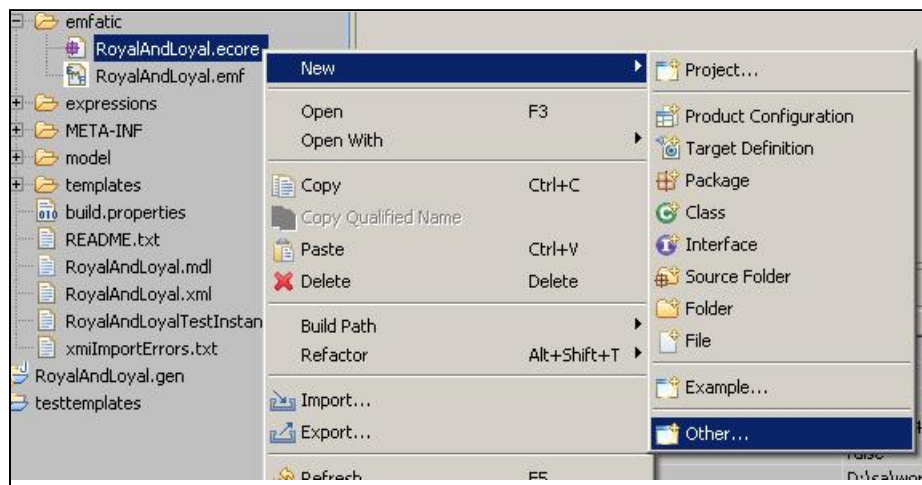 emfatic
RoyalAndLoyal.ecore
RoyalAndLoyal.emf
expressions
META-INF
model
templates
build.properties
README.txt
RoyalAndLoyal.mdl
RoyalAndLoyal.xml
RoyalAndLoyalTestInstan
xmiImportErrors.txt
RoyalAndLoyal.gen
testtemplates
New
Open F3
Open With
Copy Ctrl+C
Copy Qualified Name
Paste Ctrl+V
Delete Delete
Build Path
Refactor Alt+Shift+T
Import...
Export...
Refresh F5
Project...
Product Configuration
Target Definition
Package
Class
Interface
Source Folder
Folder
File
Example...
Other...